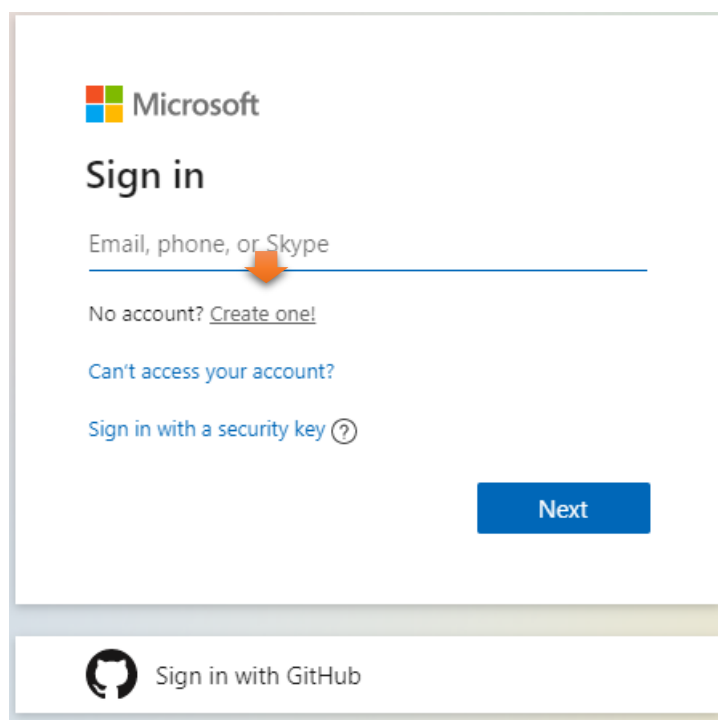 Microsoft
Sign in
Email, phone, or Skype
No account? Create one!
Can't access your account?
Sign in with a security key ?
Next
Sign in with GitHub